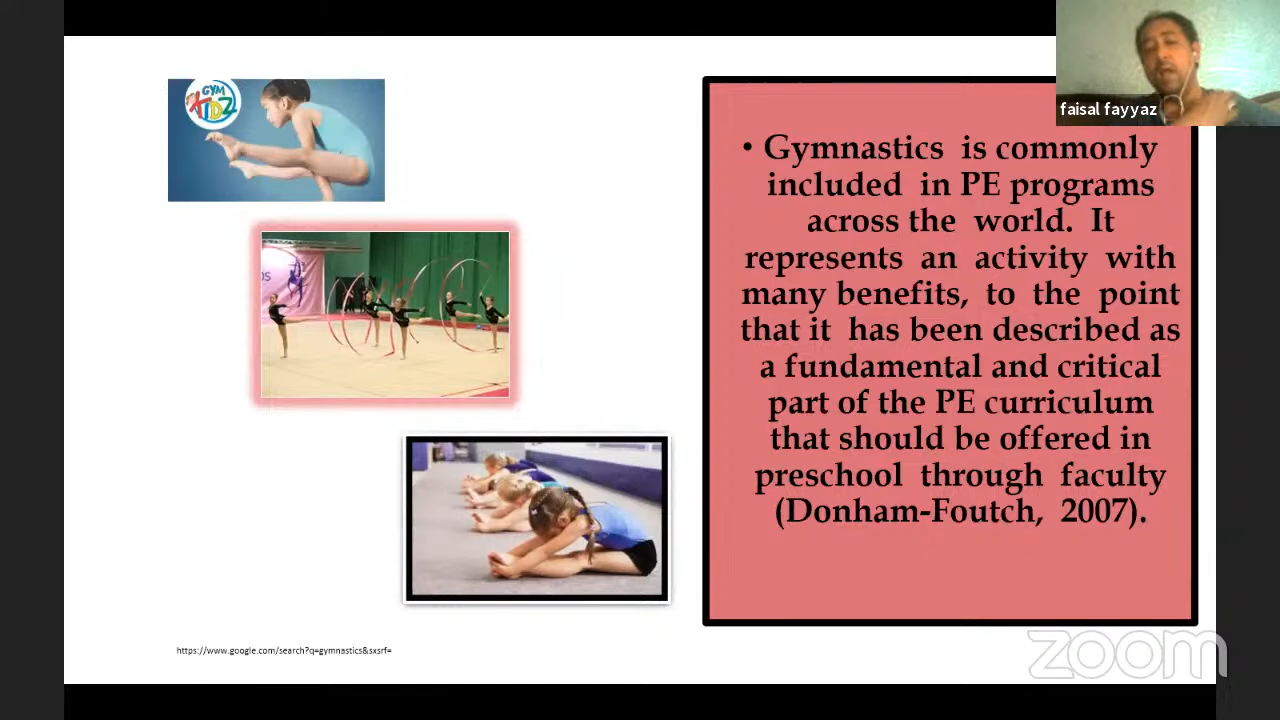 GYM
KIDZ
faisal fayyaz
• Gymnastics is commonly
included in PE programs
across the world. It
represents an activity with
many benefits, to the point
that it has been described as
a fundamental and critical
part of the PE curriculum
that should be offered in
preschool through faculty
(Donham-Foutch, 2007).
https://www.google.com/search?q=gymnastics&sxsrf=
zoom